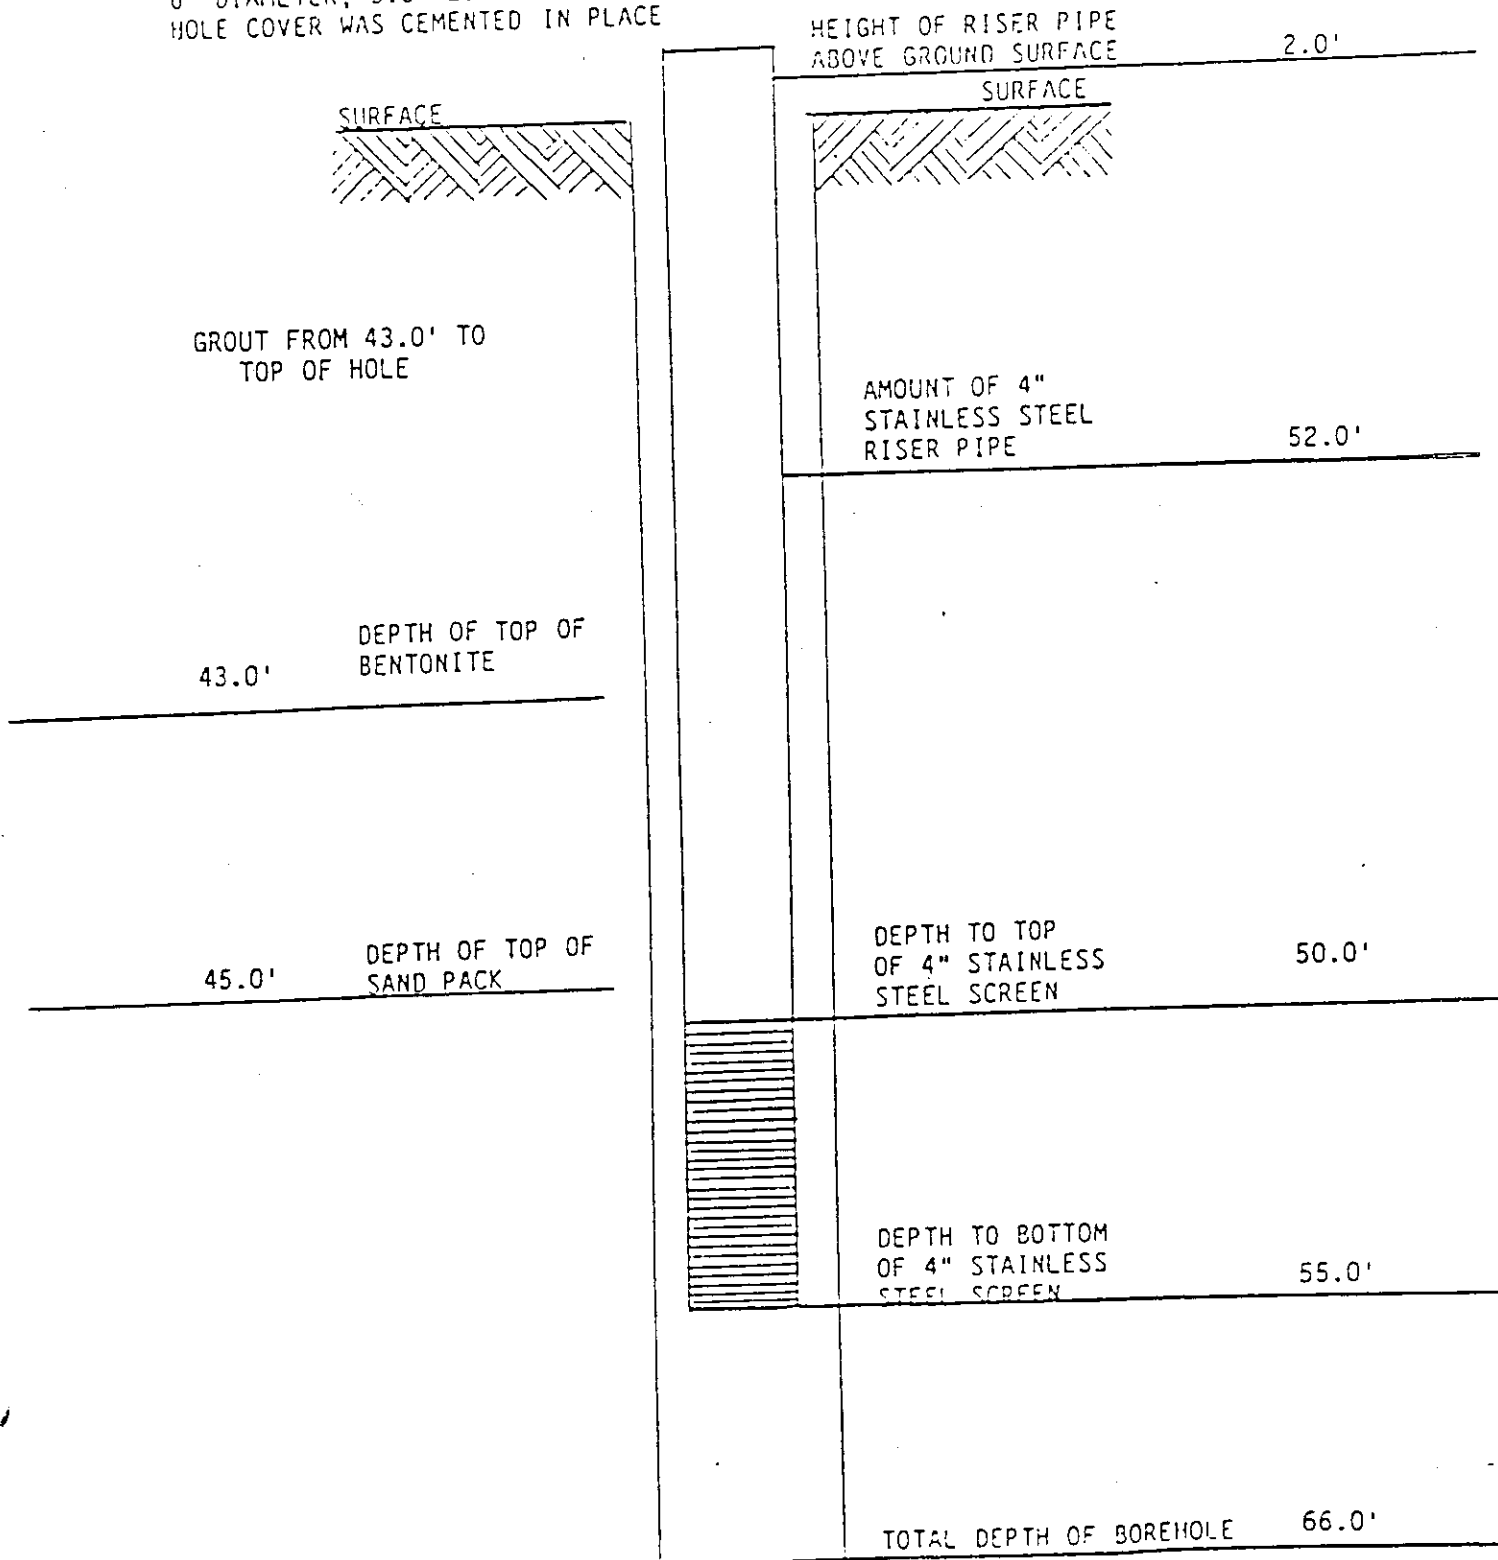 DIAMETER,
HOLE COVER WAS CEMENTED IN PLACE
HEIGHT OF RISER PIPE
ABOVE GROUND SURFACE 2.0'
SURFACE
SURFACE
GROUT FROM 43.0' TO
TOP OF HOLE
AMOUNT OF 4"
STAINLESS STEEL
RISER PIPE 52.0'
DEPTH OF TOP OF
43.0' BENTONITE
DEPTH OF TOP OF
45.0' SAND PACK
DEPTH TO TOP
OF 4" STAINLESS 50.0'
STEEL SCREEN
DEPTH TO BOTTOM
OF 4" STAINLESS 55.0'
STEEL SCREEN
TOTAL DEPTH OF BOREHOLE 66.0'